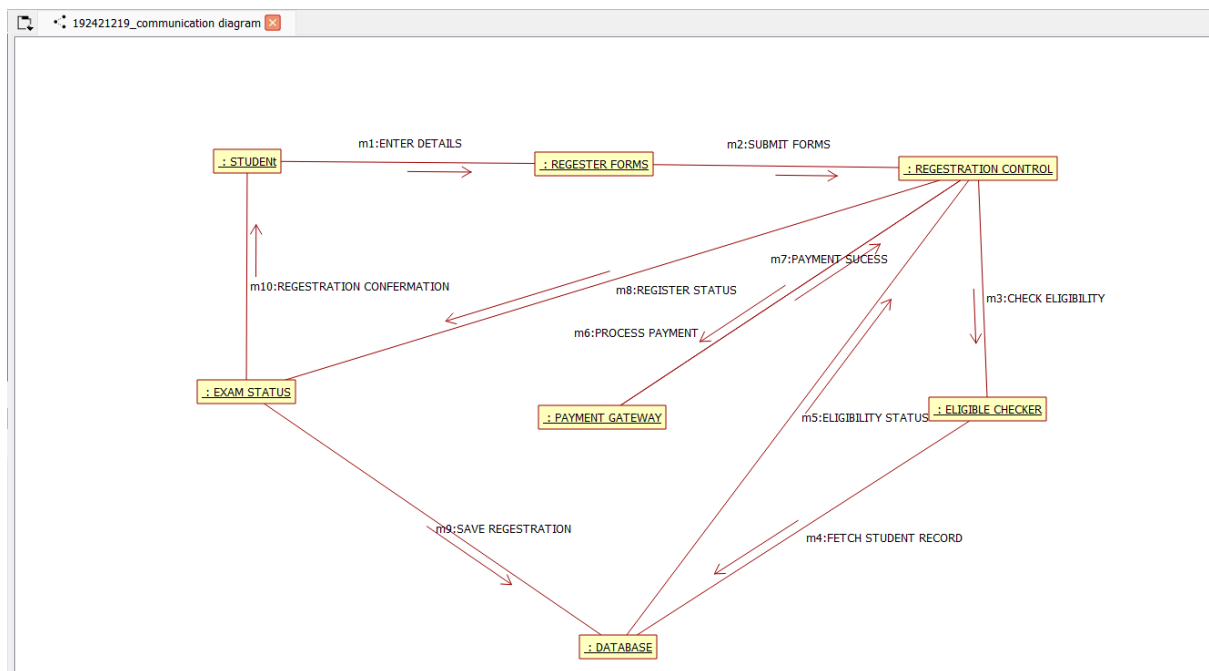 192421219_communication diagram
m1:ENTER DETAILS
m2:SUBMIT FORMS
: STUDENt
: REGESTER FORMS
: REGESTRATION CONTROL
m7:PAYMENT SUCESS
m10:REGESTRATION CONFERMATION
m8:REGISTER STATUS
m3:CHECK ELIGIBILITY
m6:PROCESS PAYMENT
: EXAM STATUS
: PAYMENT GATEWAY
m5:ELIGIBILITY STATUS
: ELIGIBLE CHECKER
m9:SAVE REGESTRATION
m4:FETCH STUDENT RECORD
: DATABASE